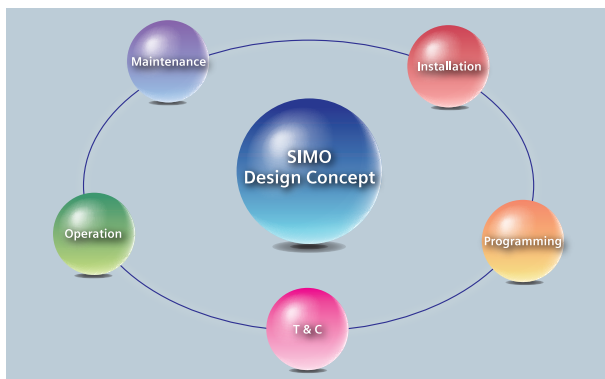 Maintenance
Installation
SIMO
Design Concept
Operation
Programming
T & C